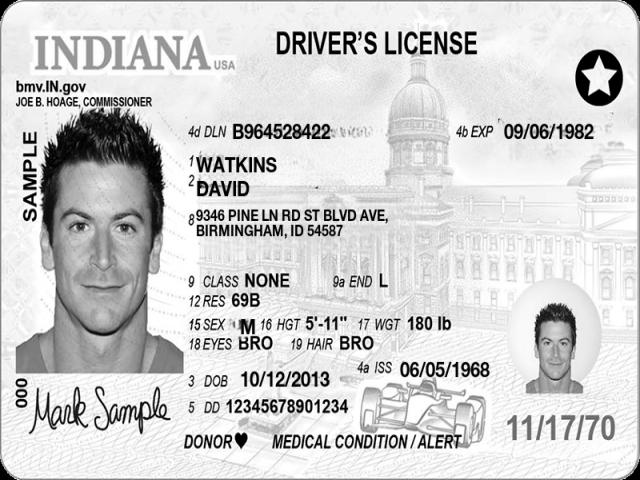 INDIANA USA
DRIVER'S LICENSE
bmv.IN.gov
JOE B. HOAGE, COMMISSIONER
SAMPLE
4d DLN B964528422
4b EXP 09/06/1982
1 WATKINS
2 DAVID
8 9346 PINE LN RD ST BLVD AVE,
BIRMINGHAM, ID 54587
9 CLASS NONE 9a END L
12 RES 69B
15 SEX M 16 HGT 5'-11" 17 WGT 180 lb
18 EYES BRO 19 HAIR BRO
4a ISS 06/05/1968
3 DOB 10/12/2013
000
Mark Sample
5 DD 12345678901234
11/17/70
DONOR♥ MEDICAL CONDITION / ALERT